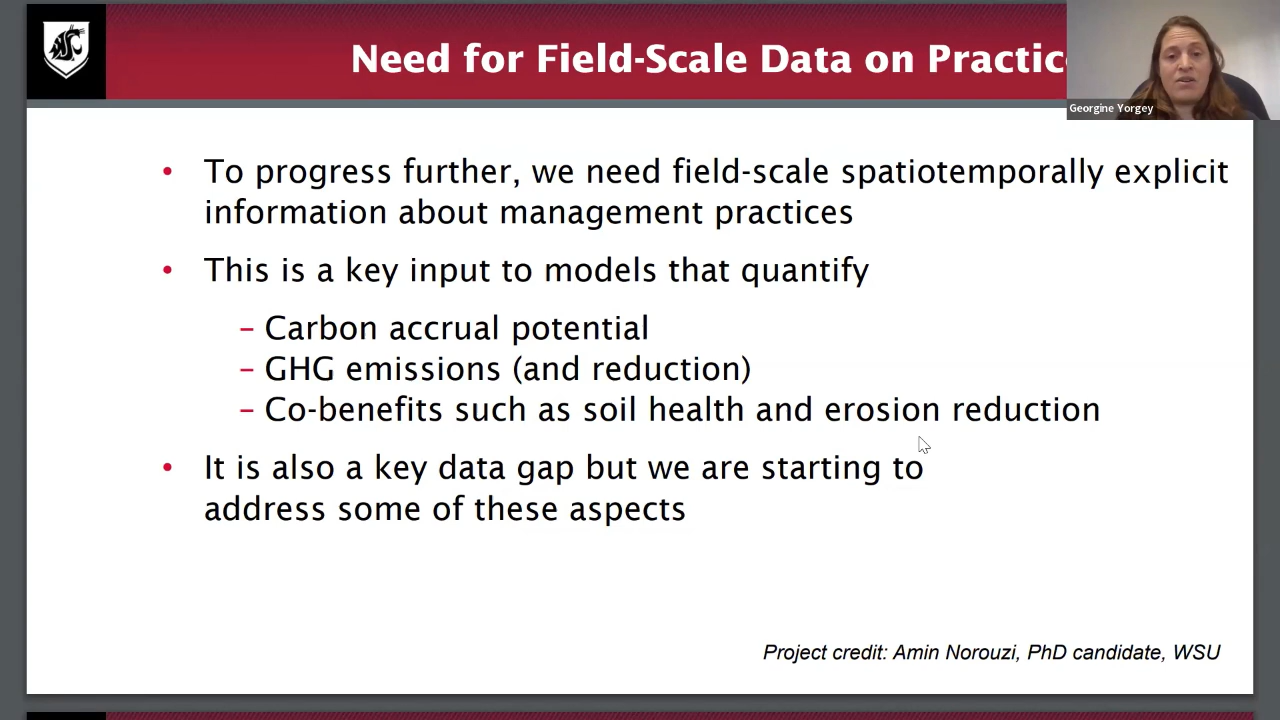 Need for Field-Scale Data on Practic
Georgine Yorgey
• To progress further, we need field-scale spatiotemporally explicit
information about management practices
• This is a key input to models that quantify
– Carbon accrual potential
– GHG emissions (and reduction)
– Co-benefits such as soil health and erosion reduction
• It is also a key data gap but we are starting to
address some of these aspects
Project credit: Amin Norouzi, PhD candidate, WSU